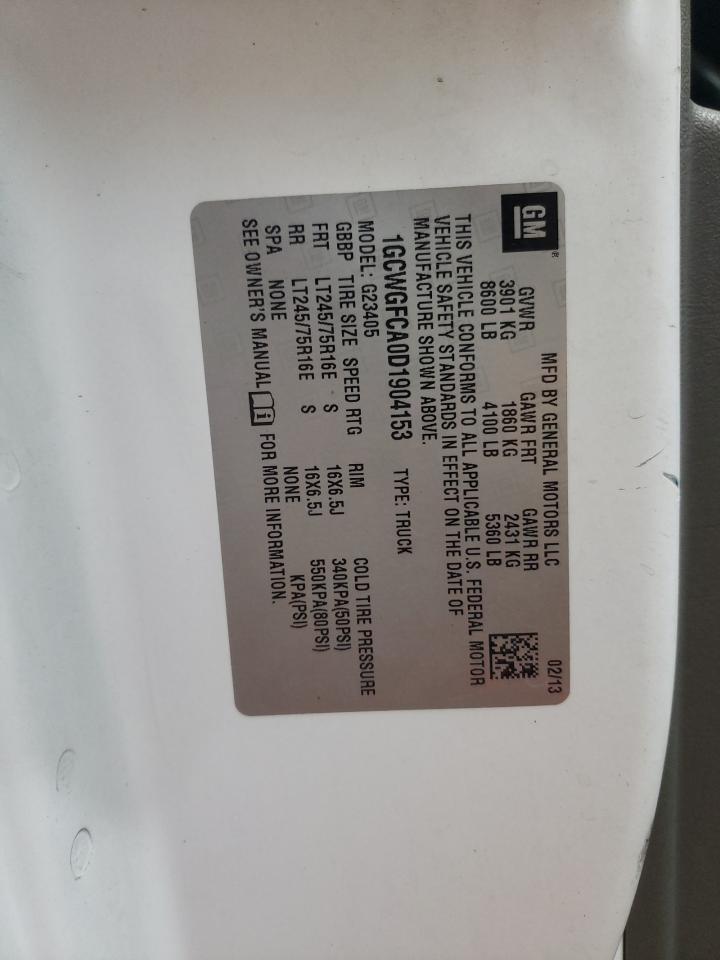 GM®
MFD BY GENERAL MOTORS LLC 02/13
GVWR GAWR FRT GAWR RR
3901 KG 1860 KG 2431 KG
8600 LB 4100 LB 5360 LB
THIS VEHICLE CONFORMS TO ALL APPLICABLE U.S. FEDERAL MOTOR
VEHICLE SAFETY STANDARDS IN EFFECT ON THE DATE OF
MANUFACTURE SHOWN ABOVE.
1GCWGFCA0D1904153 TYPE: TRUCK
MODEL: G23405
GBBP TIRE SIZE SPEED RTG RIM COLD TIRE PRESSURE
FRT LT245/75R16E S 16X6.5J 340KPA(50PSI)
RR LT245/75R16E S 16X6.5J 550KPA(80PSI)
SPA NONE NONE KPA(PSI)
SEE OWNER'S MANUAL FOR MORE INFORMATION.